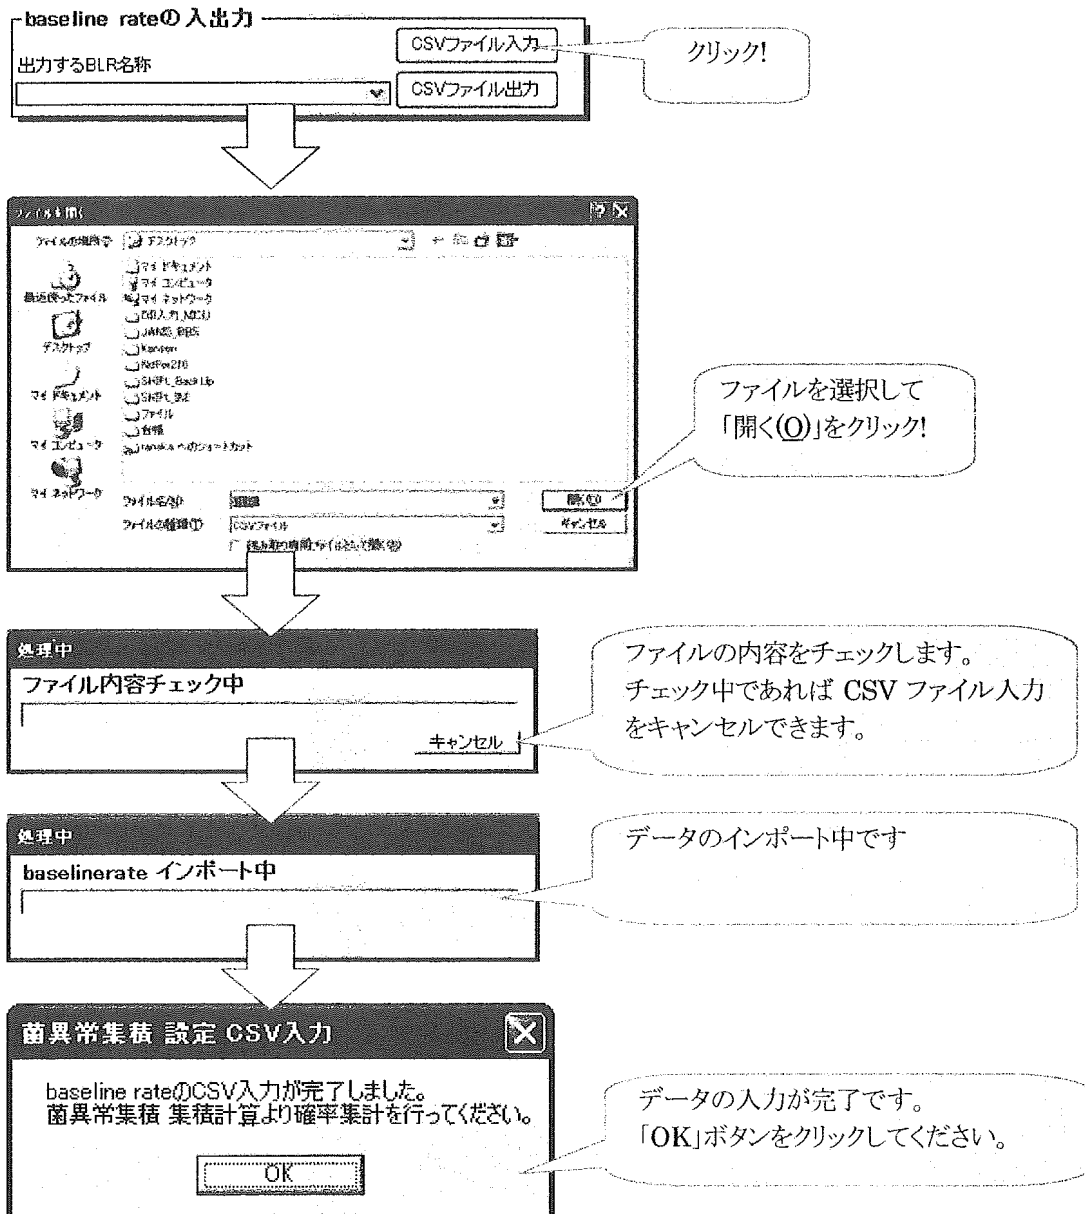 baseline rateの入出力
CSVファイル入力
クリック!
出力するBLR名称
CSVファイル出力
ファイルを開く
ファイルの場所(I)
デスクトップ
マイ ドキュメント
マイ コンピュータ
マイ ネットワーク
最近使ったファイル
デスクトップ
SHIPL_Back Up
ファイル
マイ ドキュメント
マイ コンピュータ
マイ ネットワーク
ファイルを選択して
「開く(O)」をクリック!
ファイル名(N)
開く(O)
ファイルの種類(T)
CSVファイル
キャンセル
処理中
ファイル内容チェック中
キャンセル
ファイルの内容をチェックします。
チェック中であれば CSV ファイル入力
をキャンセルできます。
処理中
baselinerate インポート中
データのインポート中です
菌異常集積 設定 CSV入力
baseline rateのCSV入力が完了しました。
菌異常集積 集積計算より確率集計を行ってください。
OK
データの入力が完了です。
「OK」ボタンをクリックしてください。